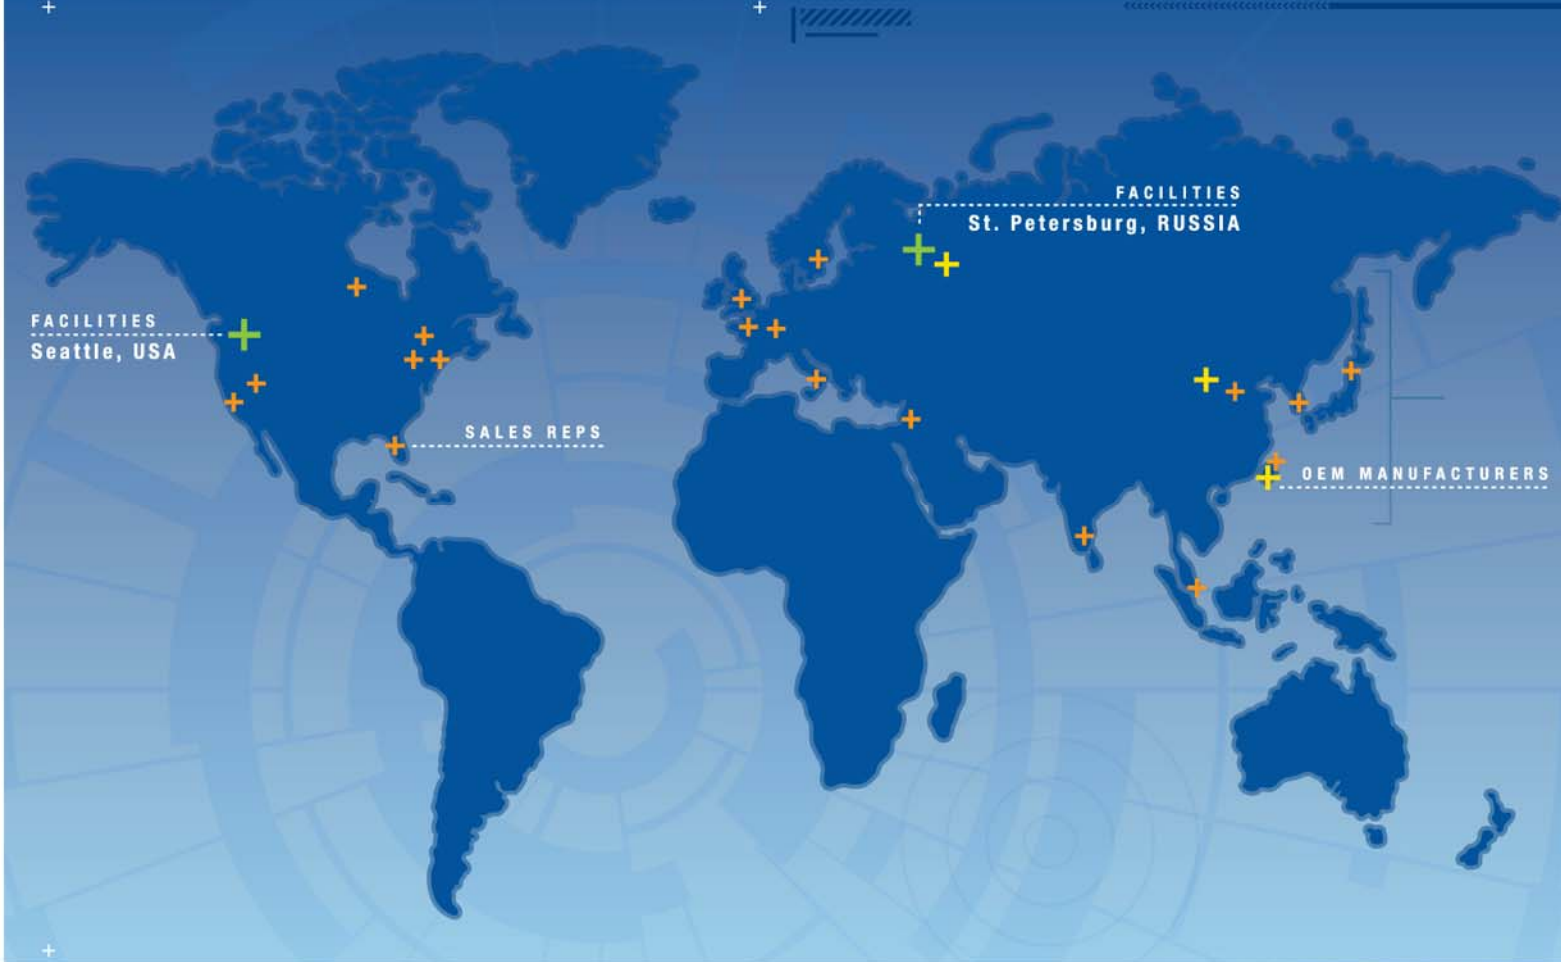 FACILITIES
St. Petersburg, RUSSIA
FACILITIES
Seattle, USA
SALES REPS
OEM MANUFACTURERS